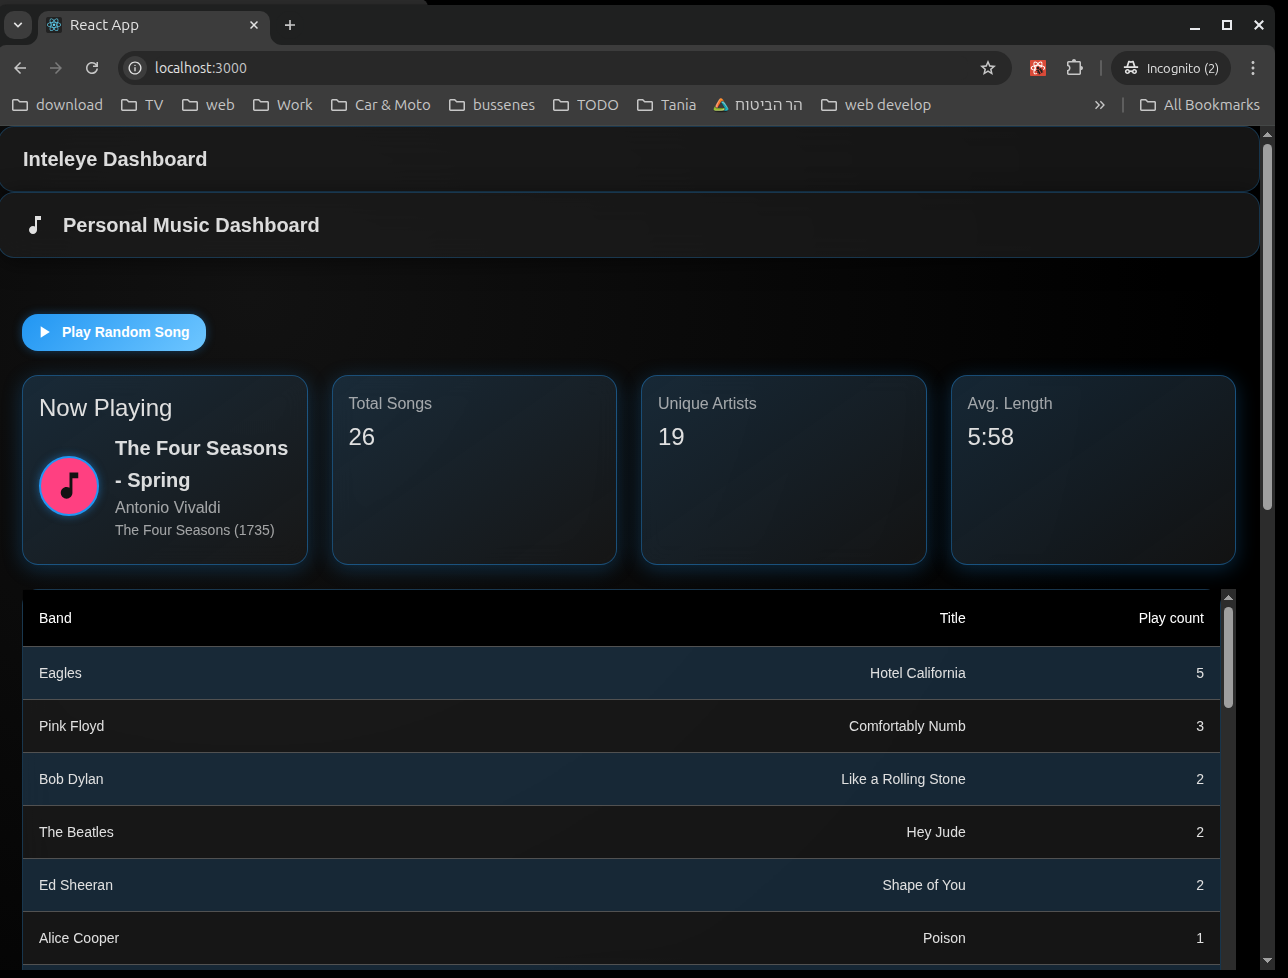 React App
localhost:3000
Incognito (2)
download TV web Work Car & Moto bussenes TODO Tania הר הביטוח web develop » All Bookmarks
Inteleye Dashboard
Personal Music Dashboard
Play Random Song
Now Playing
The Four Seasons
- Spring
Antonio Vivaldi
The Four Seasons (1735)
Total Songs
26
Unique Artists
19
Avg. Length
5:58
Band Title Play count
Eagles Hotel California 5
Pink Floyd Comfortably Numb 3
Bob Dylan Like a Rolling Stone 2
The Beatles Hey Jude 2
Ed Sheeran Shape of You 2
Alice Cooper Poison 1